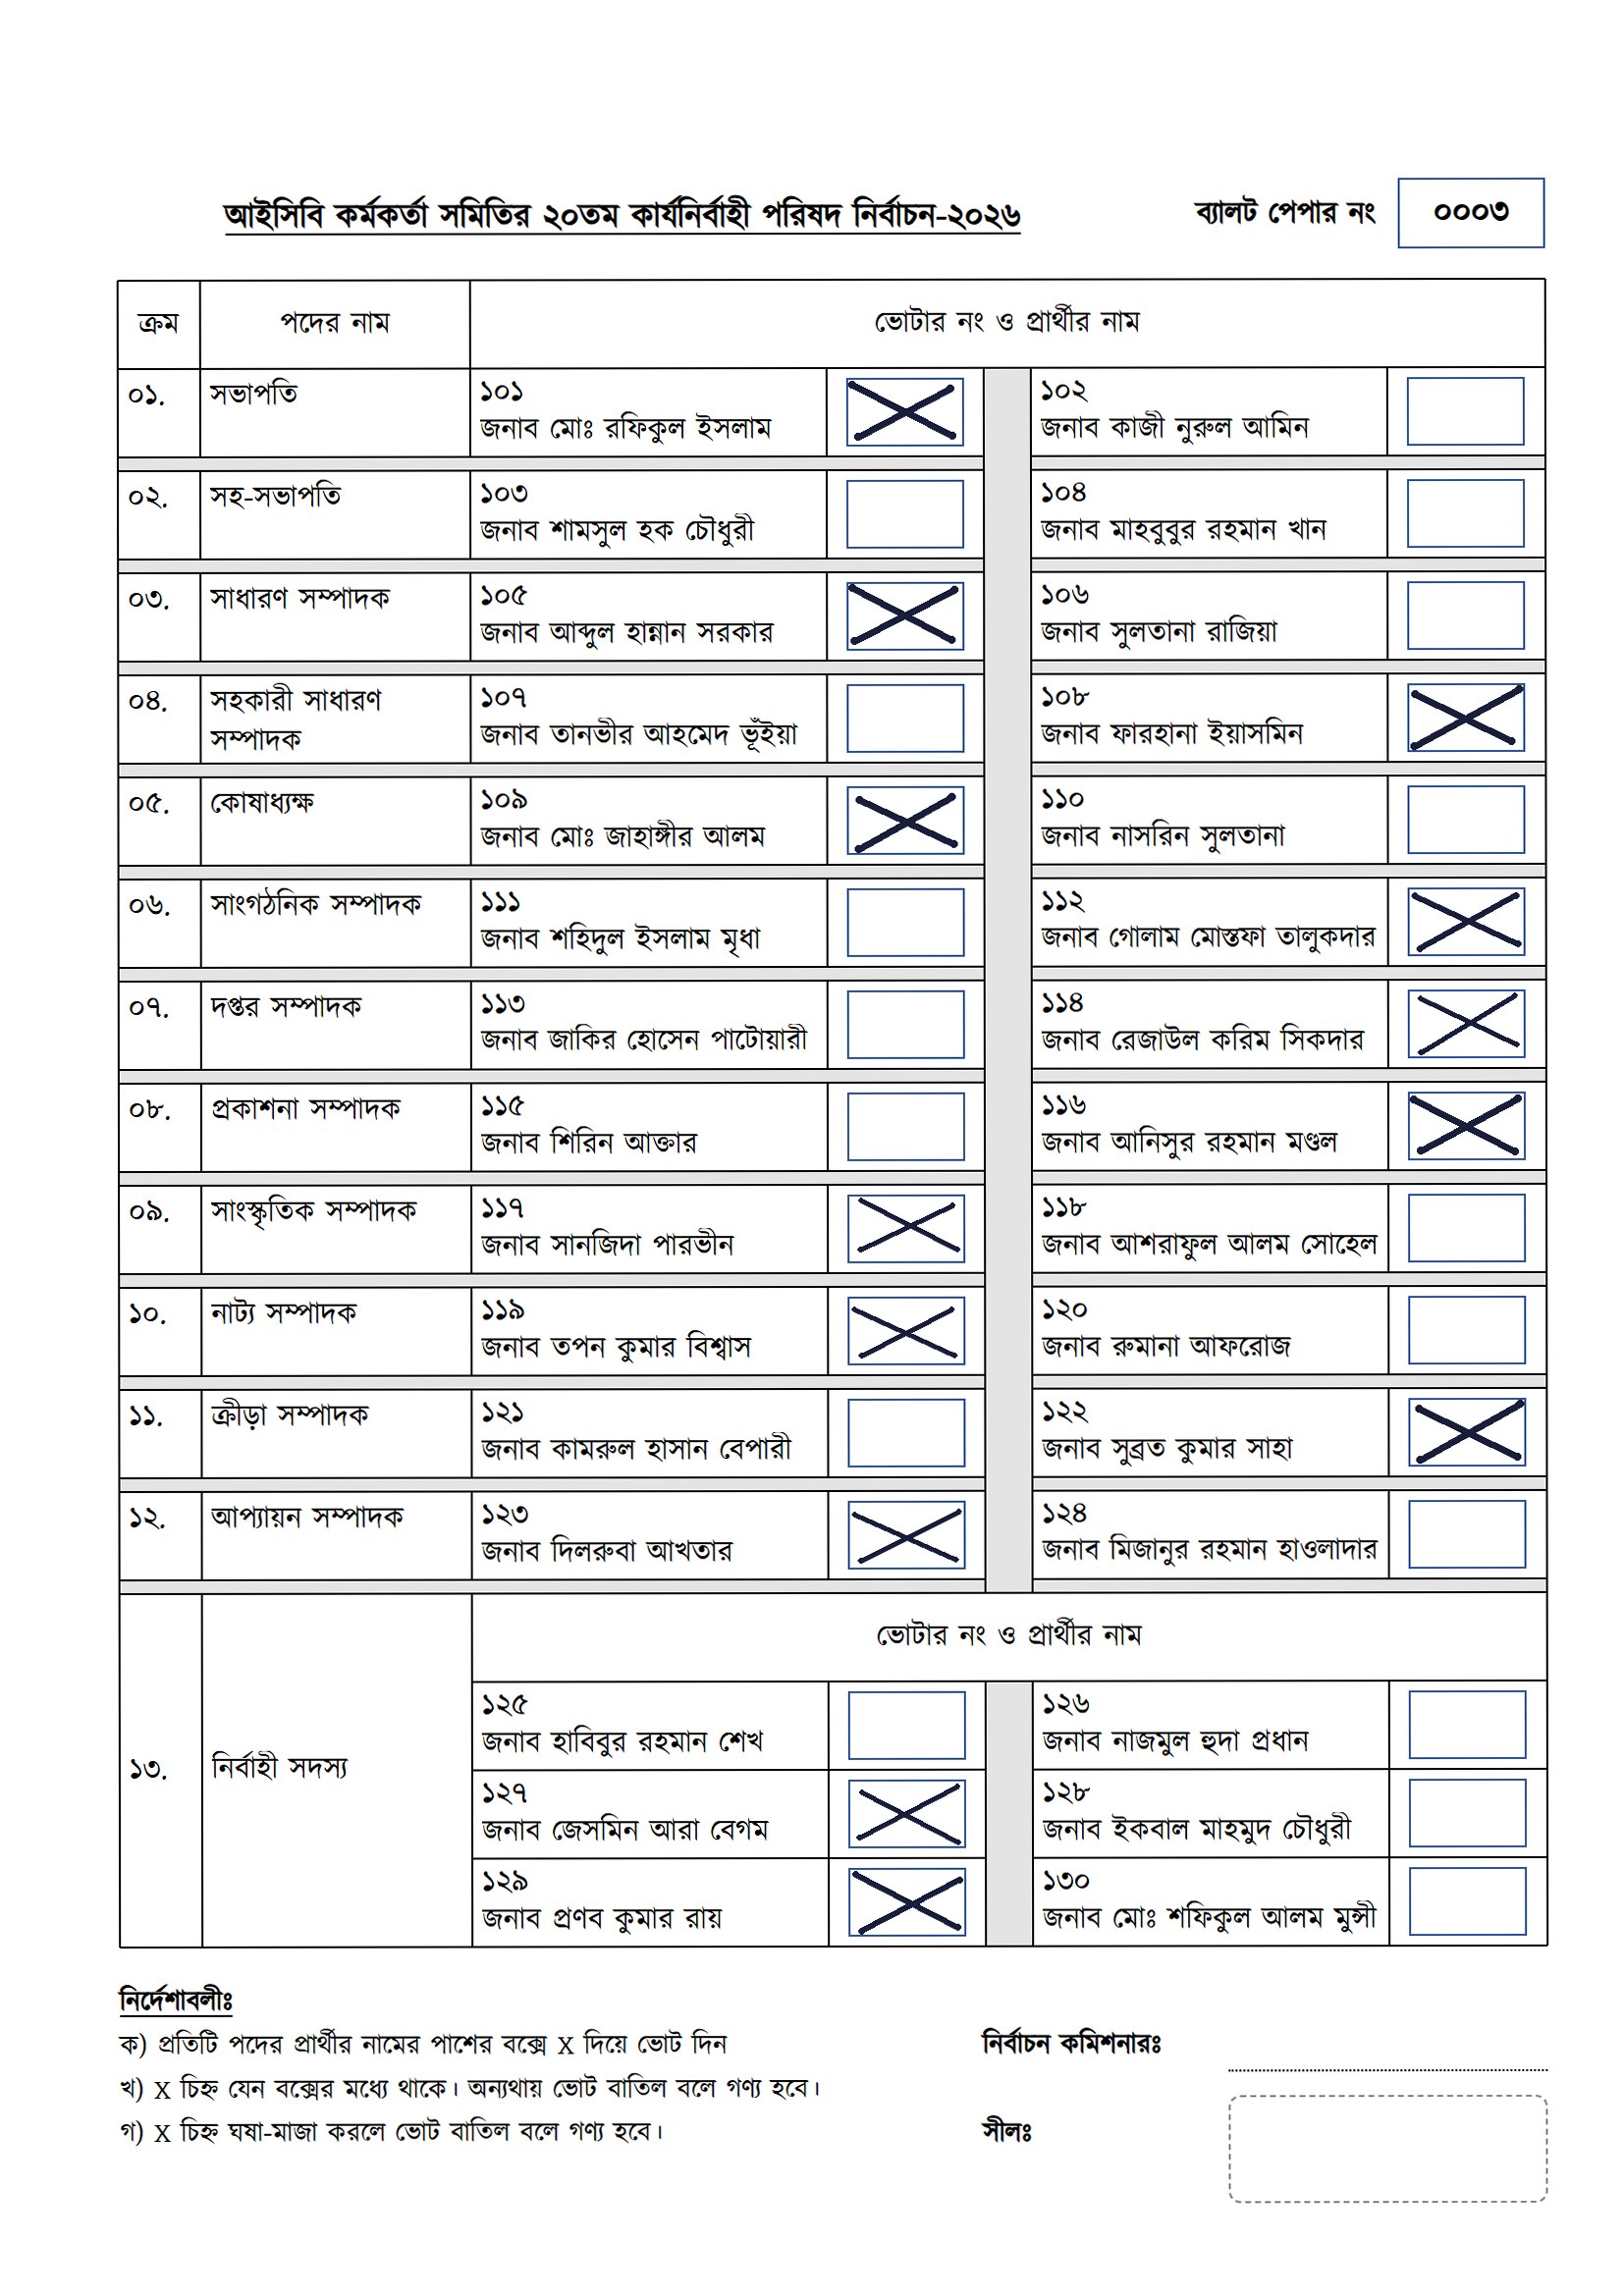 আইসিবি কর্মকর্তা সমিতির ২০তম কার্যনির্বাহী পরিষদ নির্বাচন-২০২৬ ব্যালট পেপার নং ০০০৩
ক্রম পদের নাম ভোটার নং ও প্রার্থীর নাম
০১. সভাপতি ১০১ ১০২
জনাব মোঃ রফিকুল ইসলাম জনাব কাজী নুরুল আমিন
০২. সহ-সভাপতি ১০৩ ১০৪
জনাব শামসুল হক চৌধুরী জনাব মাহবুবুর রহমান খান
০৩. সাধারণ সম্পাদক ১০৫ ১০৬
জনাব আব্দুল হান্নান সরকার জনাব সুলতানা রাজিয়া
০৪. সহকারী সাধারণ ১০৭ ১০৮
সম্পাদক জনাব তানভীর আহমেদ ভূঁইয়া জনাব ফারহানা ইয়াসমিন
০৫. কোষাধ্যক্ষ ১০৯ ১১০
জনাব মোঃ জাহাঙ্গীর আলম জনাব নাসরিন সুলতানা
০৬. সাংগঠনিক সম্পাদক ১১১ ১১২
জনাব শহিদুল ইসলাম মৃধা জনাব গোলাম মোস্তফা তালুকদার
০৭. দপ্তর সম্পাদক ১১৩ ১১৪
জনাব জাকির হোসেন পাটোয়ারী জনাব রেজাউল করিম সিকদার
০৮. প্রকাশনা সম্পাদক ১১৫ ১১৬
জনাব শিরিন আক্তার জনাব আনিসুর রহমান মণ্ডল
০৯. সাংস্কৃতিক সম্পাদক ১১৭ ১১৮
জনাব সানজিদা পারভীন জনাব আশরাফুল আলম সোহেল
১০. নাট্য সম্পাদক ১১৯ ১২০
জনাব তপন কুমার বিশ্বাস জনাব রুমানা আফরোজ
১১. ক্রীড়া সম্পাদক ১২১ ১২২
জনাব কামরুল হাসান বেপারী জনাব সুব্রত কুমার সাহা
১২. আপ্যায়ন সম্পাদক ১২৩ ১২৪
জনাব দিলরুবা আখতার জনাব মিজানুর রহমান হাওলাদার
ভোটার নং ও প্রার্থীর নাম
১২৫ ১২৬
জনাব হাবিবুর রহমান শেখ জনাব নাজমুল হুদা প্রধান
১৩. নির্বাহী সদস্য ১২৭ ১২৮
জনাব জেসমিন আরা বেগম জনাব ইকবাল মাহমুদ চৌধুরী
১২৯ ১৩০
জনাব প্রণব কুমার রায় জনাব মোঃ শফিকুল আলম মুন্সী
নির্দেশাবলীঃ
ক) প্রতিটি পদের প্রার্থীর নামের পাশের বক্সে x দিয়ে ভোট দিন নির্বাচন কমিশনারঃ
খ) x চিহ্ন যেন বক্সের মধ্যে থাকে। অন্যথায় ভোট বাতিল বলে গণ্য হবে।
গ) x চিহ্ন ঘষা-মাজা করলে ভোট বাতিল বলে গণ্য হবে। সীলঃ